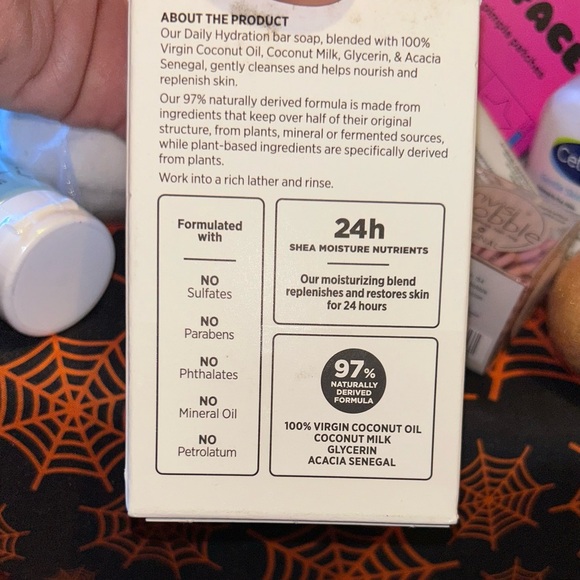 ABOUT THE PRODUCT
Our Daily Hydration bar soap, blended with 100%
Virgin Coconut Oil, Coconut Milk, Glycerin, & Acacia
Senegal, gently cleanses and helps nourish and
replenish skin.
Our 97% naturally derived formula is made from
ingredients that keep over half of their original
structure, from plants, mineral or fermented sources,
while plant-based ingredients are specifically derived
from plants.
Work into a rich lather and rinse.
Formulated
with
NO
Sulfates
NO
Parabens
NO
Phthalates
NO
Mineral Oil
NO
Petrolatum
24h
SHEA MOISTURE NUTRIENTS
Our moisturizing blend
replenishes and restores skin
for 24 hours
97%
NATURALLY
DERIVED
FORMULA
100% VIRGIN COCONUT OIL
COCONUT MILK
GLYCERIN
ACACIA SENEGAL
FACE
pimple patches
Cet